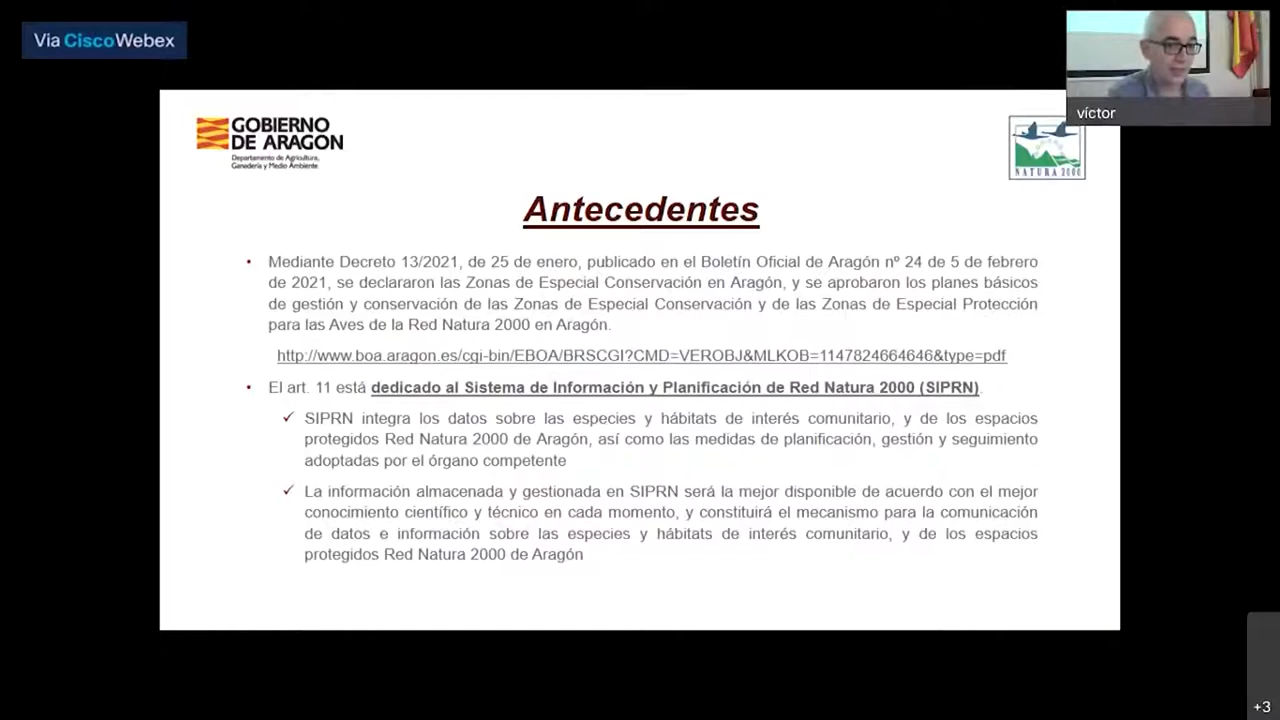 Vía CiscoWebex
víctor
GOBIERNO
DE ARAGON
Departamento de Agricultura,
Ganadería y Medio Ambiente
NATURA 2000
Antecedentes
• Mediante Decreto 13/2021, de 25 de enero, publicado en el Boletín Oficial de Aragón nº 24 de 5 de febrero
de 2021, se declararon las Zonas de Especial Conservación en Aragón, y se aprobaron los planes básicos
de gestión y conservación de las Zonas de Especial Conservación y de las Zonas de Especial Protección
para las Aves de la Red Natura 2000 en Aragón.
http://www.boa.aragon.es/cgi-bin/EBOA/BRSCGI?CMD=VEROBJ&MLKOB=1147824664646&type=pdf
• El art. 11 está dedicado al Sistema de Información y Planificación de Red Natura 2000 (SIPRN).
✓ SIPRN integra los datos sobre las especies y hábitats de interés comunitario, y de los espacios
protegidos Red Natura 2000 de Aragón, así como las medidas de planificación, gestión y seguimiento
adoptadas por el órgano competente
✓ La información almacenada y gestionada en SIPRN será la mejor disponible de acuerdo con el mejor
conocimiento científico y técnico en cada momento, y constituirá el mecanismo para la comunicación
de datos e información sobre las especies y hábitats de interés comunitario, y de los espacios
protegidos Red Natura 2000 de Aragón
+3